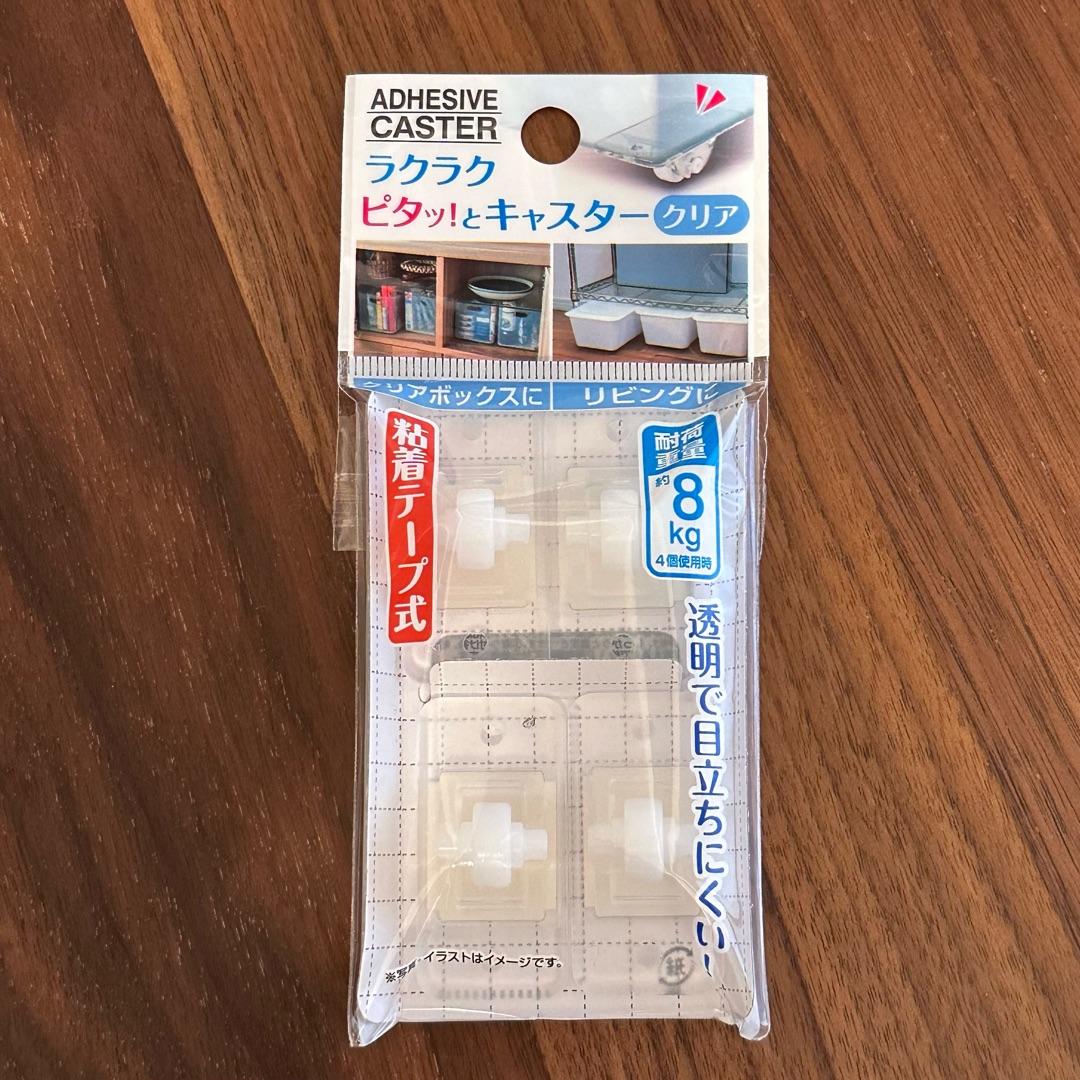 ADHESIVE
CASTER
ラクラク
ピタッ!とキャスター クリア
クリアボックスに
リビングに
粘着テープ式
耐荷
重量
約8
kg
4個使用時
透明で目立ちにくい!
※写真・イラストはイメージです。
紙